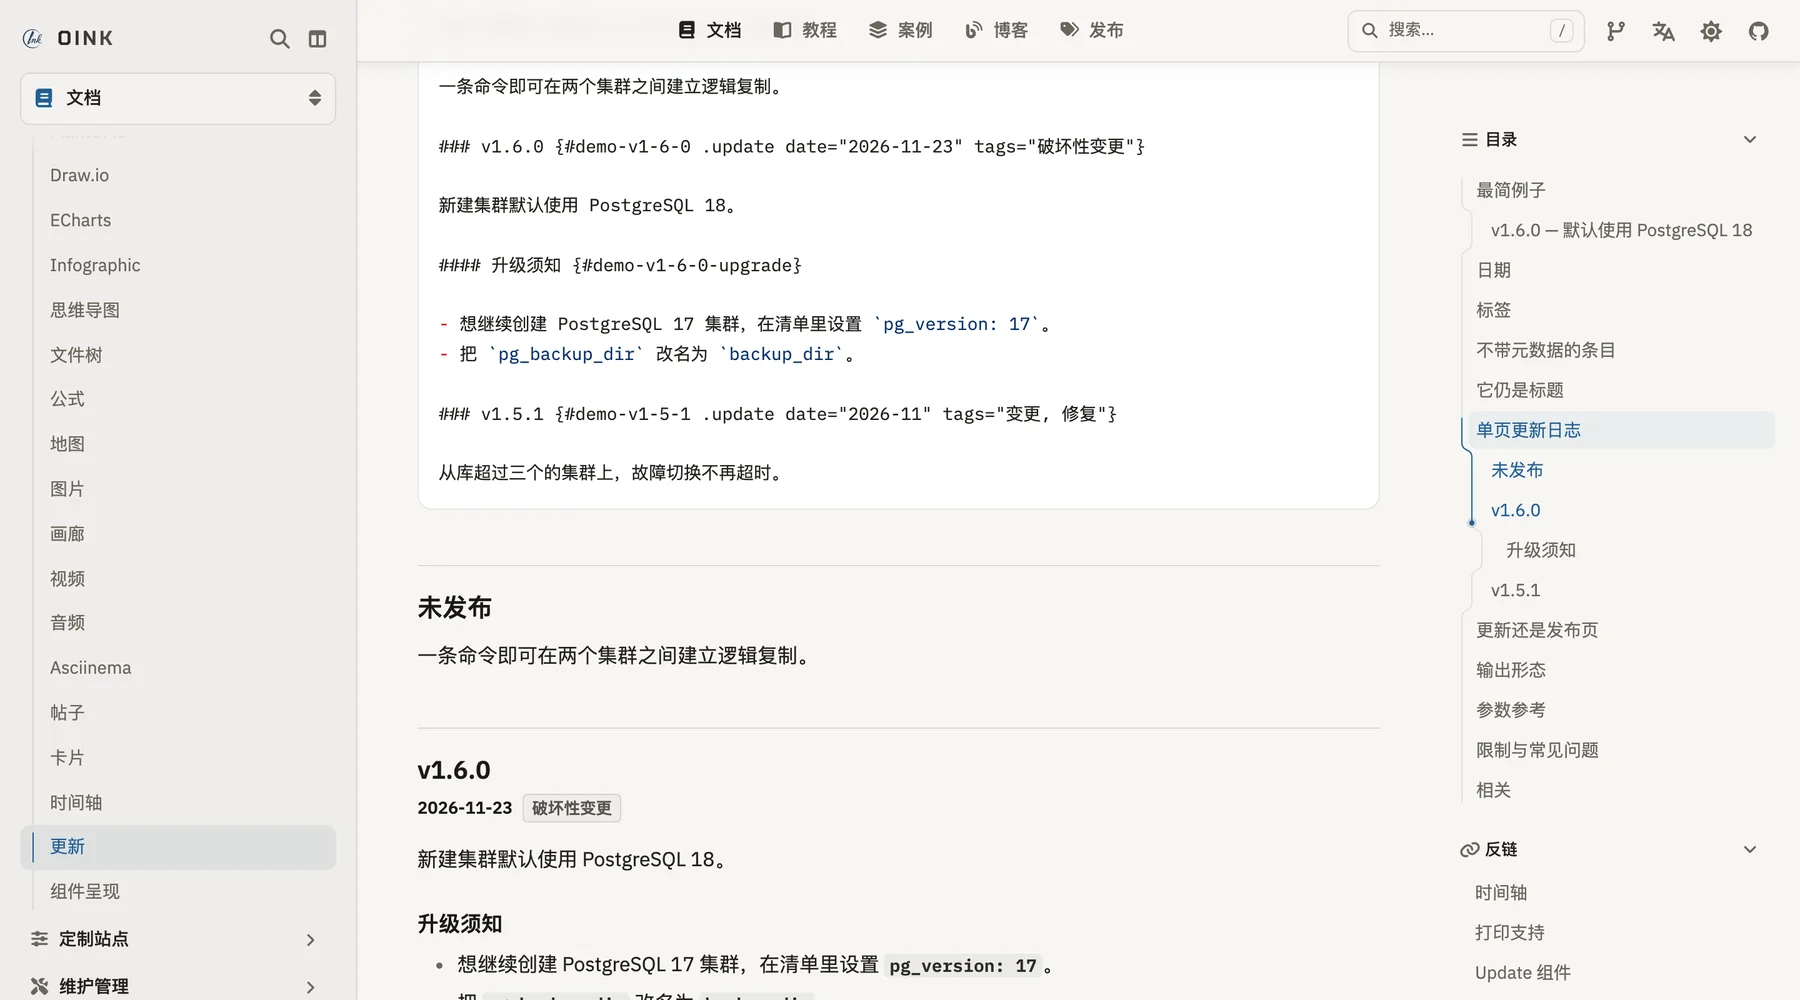 OINK
文档
Draw.io
ECharts
Infographic
思维导图
文件树
公式
地图
图片
画廊
视频
音频
Asciinema
帖子
卡片
时间轴
更新
组件呈现
定制站点
维护管理
文档
教程
案例
博客
发布
搜索...
/
一条命令即可在两个集群之间建立逻辑复制。
### v1.6.0 {#demo-v1-6-0 .update date="2026-11-23" tags="破坏性变更"}
新建集群默认使用 PostgreSQL 18。
#### 升级须知 {#demo-v1-6-0-upgrade}
- 想继续创建 PostgreSQL 17 集群，在清单里设置 `pg_version: 17`。
- 把 `pg_backup_dir` 改名为 `backup_dir`。
### v1.5.1 {#demo-v1-5-1 .update date="2026-11" tags="变更, 修复"}
从库超过三个的集群上，故障切换不再超时。
未发布
一条命令即可在两个集群之间建立逻辑复制。
v1.6.0
2026-11-23 破坏性变更
新建集群默认使用 PostgreSQL 18。
升级须知
• 想继续创建 PostgreSQL 17 集群，在清单里设置 pg_version: 17 。
目录
最简例子
v1.6.0 — 默认使用 PostgreSQL 18
日期
标签
不带元数据的条目
它仍是标题
单页更新日志
未发布
v1.6.0
升级须知
v1.5.1
更新还是发布页
输出形态
参数参考
限制与常见问题
相关
反链
时间轴
打印支持
Update 组件